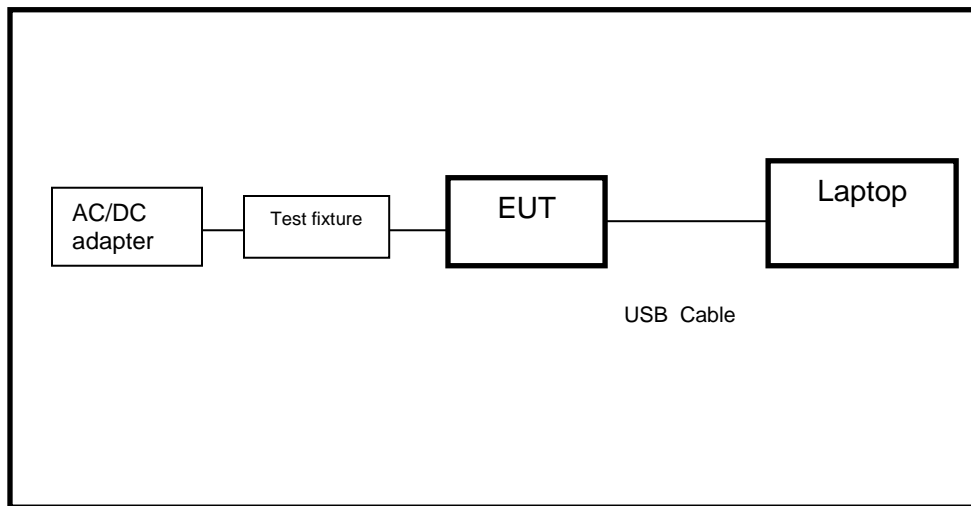 AC/DC
adapter
Test fixture
EUT
Laptop
USB Cable